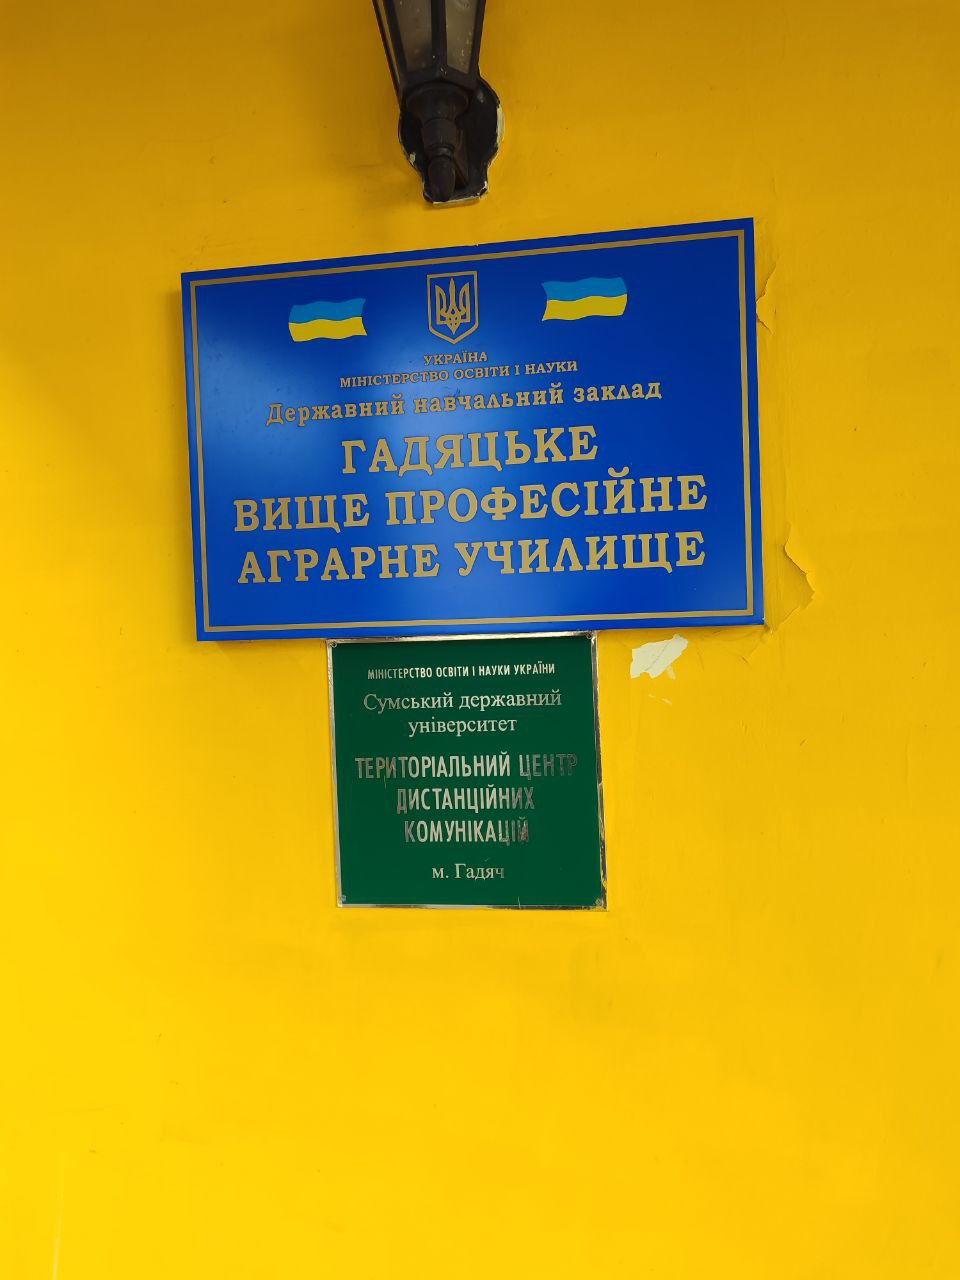 УКРАЇНА
МІНІСТЕРСТВО ОСВІТИ І НАУКИ
Державний навчальний заклад
ГАДЯЦЬКЕ
ВИЩЕ ПРОФЕСІЙНЕ
АГРАРНЕ УЧИЛИЩЕ
МІНІСТЕРСТВО ОСВІТИ І НАУКИ УКРАЇНИ
Сумський державний
університет
ТЕРИТОРІАЛЬНИЙ ЦЕНТР
ДИСТАНЦІЙНИХ
КОМУНІКАЦІЙ
м. Гадяч